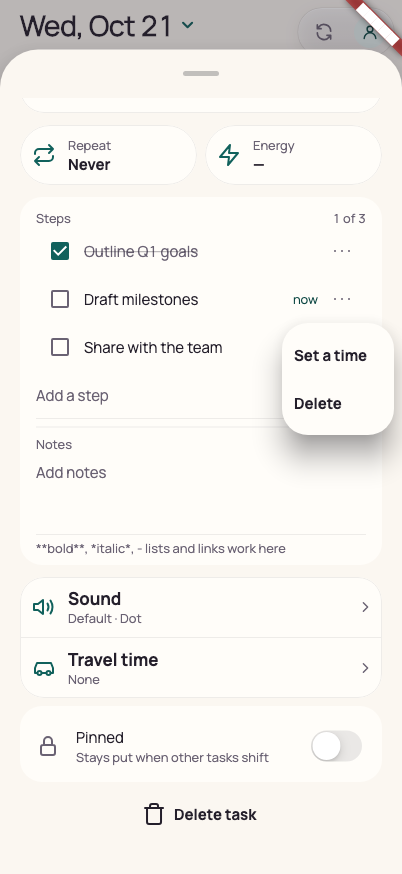 Wed, Oct 21
Repeat
Never
Energy
–
Steps
1 of 3
Outline Q1 goals
Draft milestones
now
Share with the team
Set a time
Delete
Add a step
Notes
Add notes
**bold**, *italic*, - lists and links work here
Sound
Default · Dot
Travel time
None
Pinned
Stays put when other tasks shift
Delete task